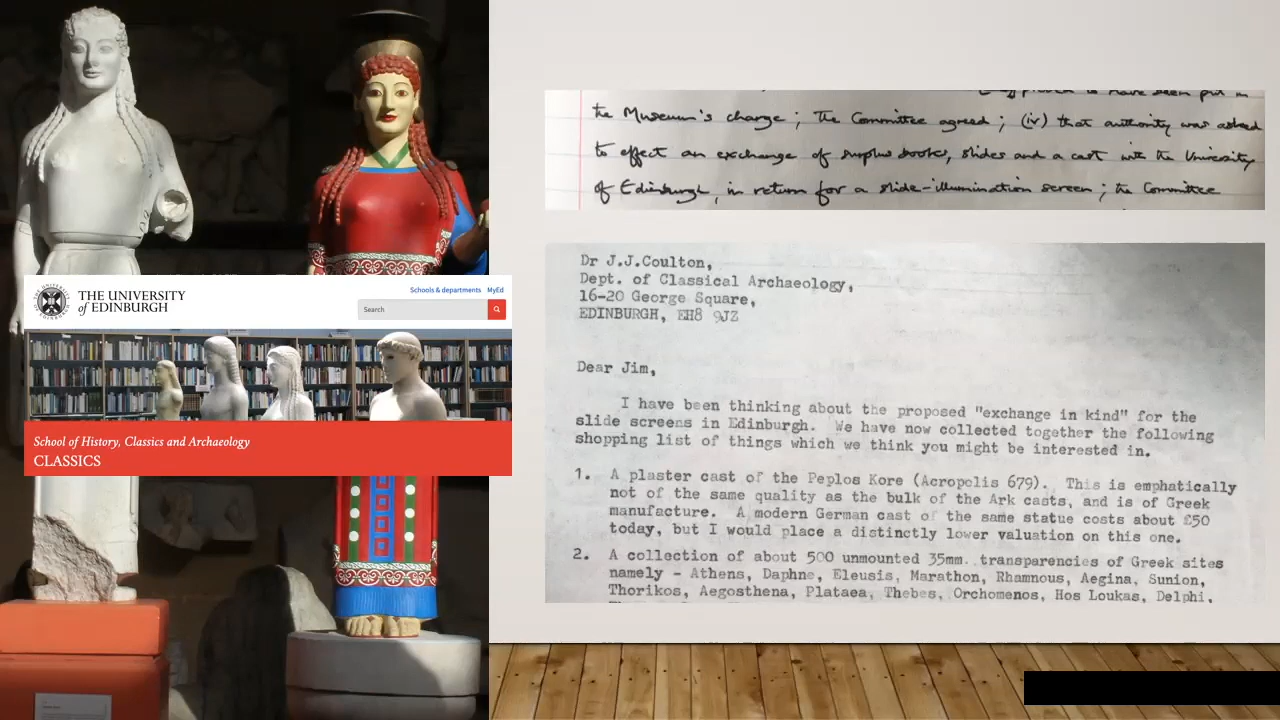 THE UNIVERSITY
of EDINBURGH
Schools & departments MyEd
Search
School of History, Classics and Archaeology
CLASSICS
to have been put in
the Museum's charge; The Committee agreed; (iv) that authority was asked
to effect an exchange of surplus books, slides and a cast with the University
of Edinburgh, in return for a slide-illumination screen; the Committee
Dr J.J.Coulton,
Dept. of Classical Archaeology,
16-20 George Square,
EDINBURGH, EH8 9JZ
Dear Jim,
I have been thinking about the proposed "exchange in kind" for the
slide screens in Edinburgh. We have now collected together the following
shopping list of things which we think you might be interested in.
1. A plaster cast of the Peplos Kore (Acropolis 679). This is emphatically
not of the same quality as the bulk of the Ark casts, and is of Greek
manufacture. A modern German cast of the same statue costs about £50
today, but I would place a distinctly lower valuation on this one.
2. A collection of about 500 unmounted 35mm. transparencies of Greek sites
namely - Athens, Daphne, Eleusis, Marathon, Rhamnous, Aegina, Sunion,
Thorikos, Aegosthena, Plataea, Thebes, Orchomenos, Hos Loukas, Delphi,